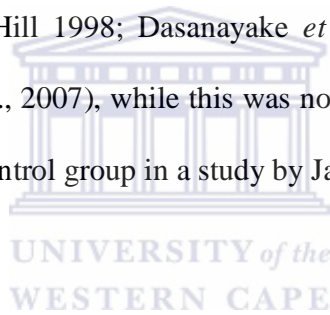 Hill 1998; Dasanayake et
., 2007), while this was no
ntrol group in a study by Ja
UNIVERSITY of the
WESTERN CAPE